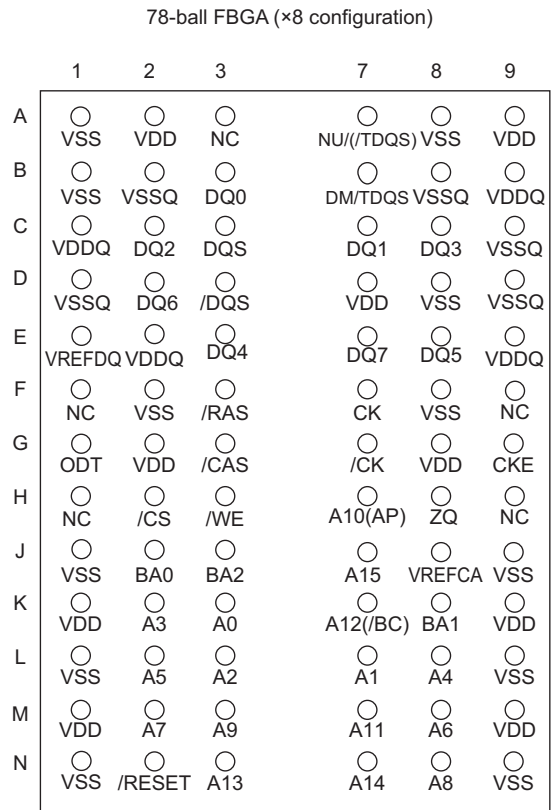 78-ball FBGA (×8 configuration)
1 2 3 7 8 9
A
VSS VDD NC NU/(/TDQS) VSS VDD
B
VSS VSSQ DQ0 DM/TDQS VSSQ VDDQ
C
VDDQ DQ2 DQS DQ1 DQ3 VSSQ
D
VSSQ DQ6 /DQS VDD VSS VSSQ
E
VREFDQ VDDQ DQ4 DQ7 DQ5 VDDQ
F
NC VSS /RAS CK VSS NC
G
ODT VDD /CAS /CK VDD CKE
H
NC /CS /WE A10(AP) ZQ NC
J
VSS BA0 BA2 A15 VREFCA VSS
K
VDD A3 A0 A12(/BC) BA1 VDD
L
VSS A5 A2 A1 A4 VSS
M
VDD A7 A9 A11 A6 VDD
N
VSS /RESET A13 A14 A8 VSS